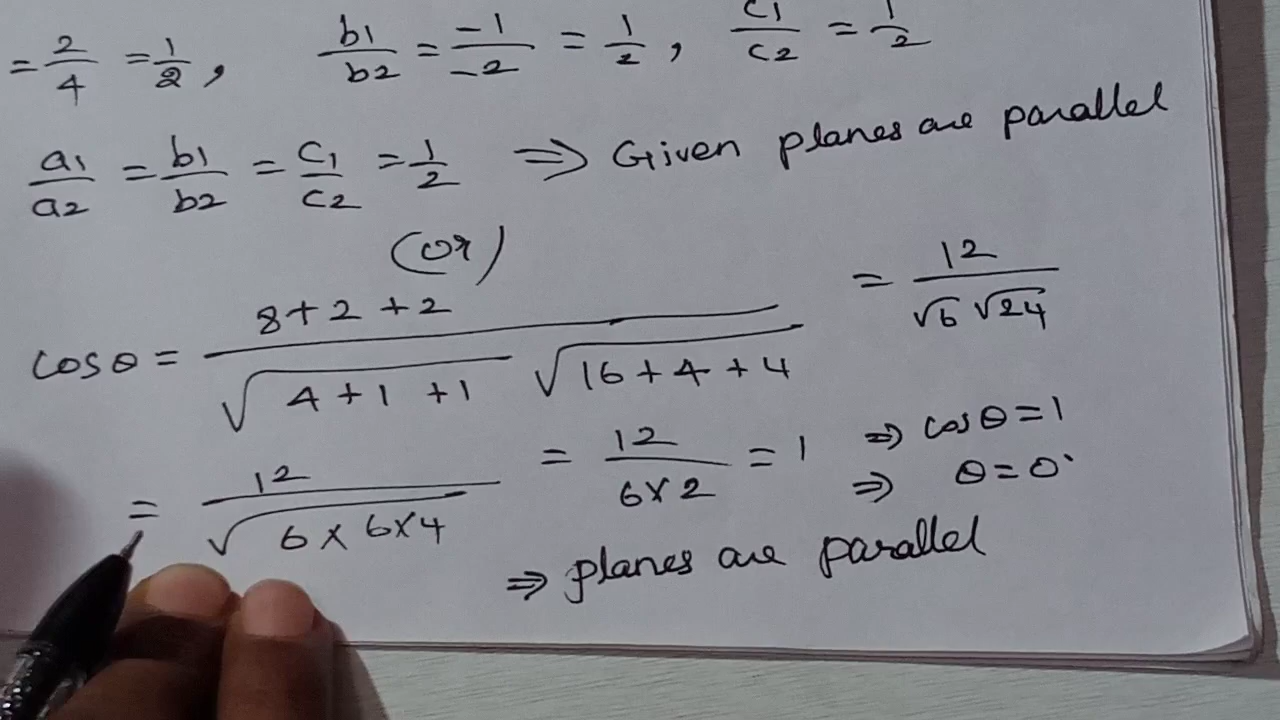 = 2/4 = 1/2, b1/b2 = -1/-2 = 1/2, c1/c2 = 1/2
a1/a2 = b1/b2 = c1/c2 = 1/2 ⇒ Given planes are parallel
(or)
cosθ = 8+2+2/√4+1+1 √16+4+4 = 12/√6 √24
= 12/√6×6×4 = 12/6×2 = 1 ⇒ cosθ=1
⇒ θ=0°
⇒ planes are parallel